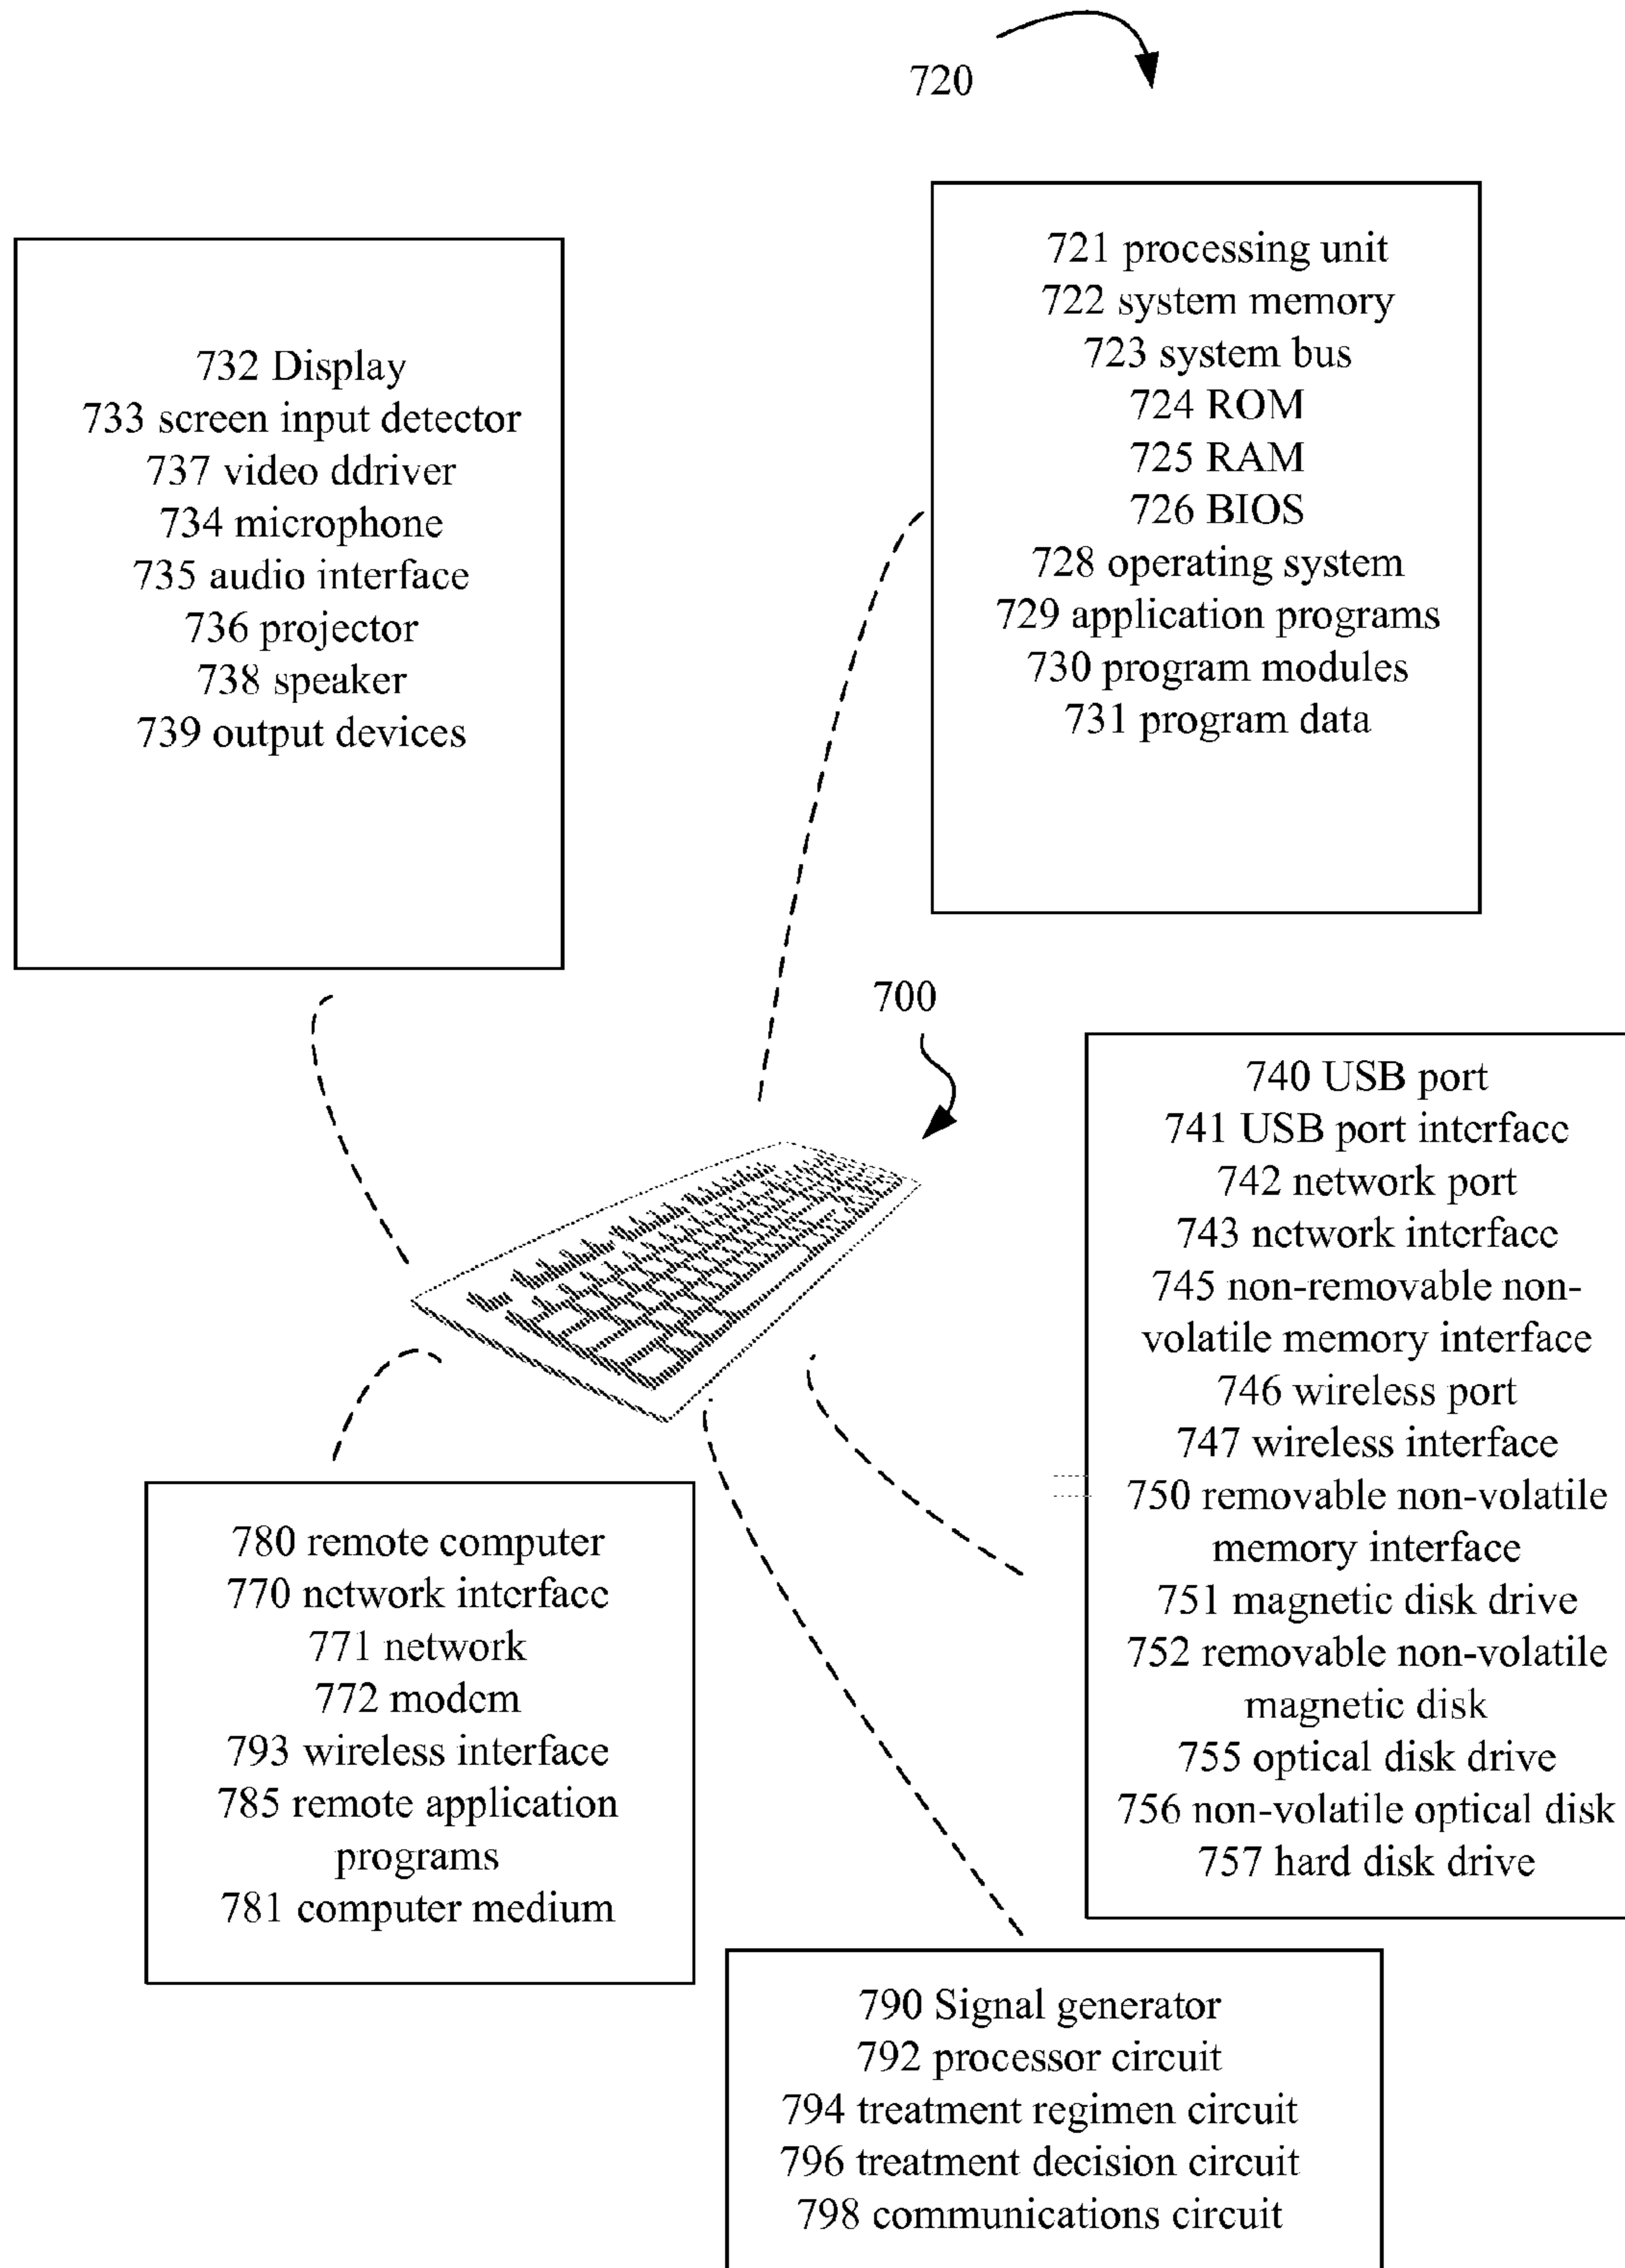 720
732 Display
733 screen input detector
737 video ddriver
734 microphone
735 audio interface
736 projector
738 speaker
739 output devices
721 processing unit
722 system memory
723 system bus
724 ROM
725 RAM
726 BIOS
728 operating system
729 application programs
730 program modules
731 program data
700
740 USB port
741 USB port interface
742 network port
743 network interface
745 non-removable non-
volatile memory interface
746 wireless port
747 wireless interface
750 removable non-volatile
memory interface
751 magnetic disk drive
752 removable non-volatile
magnetic disk
755 optical disk drive
756 non-volatile optical disk
757 hard disk drive
780 remote computer
770 network interface
771 network
772 modem
793 wireless interface
785 remote application
programs
781 computer medium
790 Signal generator
792 processor circuit
794 treatment regimen circuit
796 treatment decision circuit
798 communications circuit